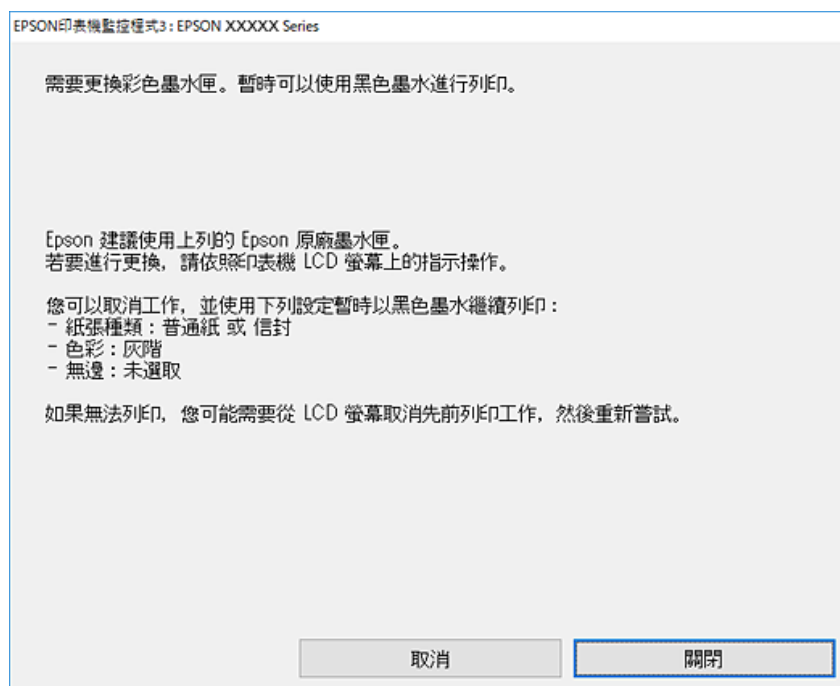 EPSON印表機監控程式3 : EPSON XXXXX Series
需要更換彩色墨水匣。暫時可以使用黑色墨水進行列印。
Epson 建議使用上列的 Epson 原廠墨水匣。
若要進行更換，請依照印表機 LCD 螢幕上的指示操作。
您可以取消工作，並使用下列設定暫時以黑色墨水繼續列印：
- 紙張種類：普通紙 或 信封
- 色彩：灰階
- 無邊：未選取
如果無法列印，您可能需要從 LCD 螢幕取消先前列印工作，然後重新嘗試。
取消
關閉